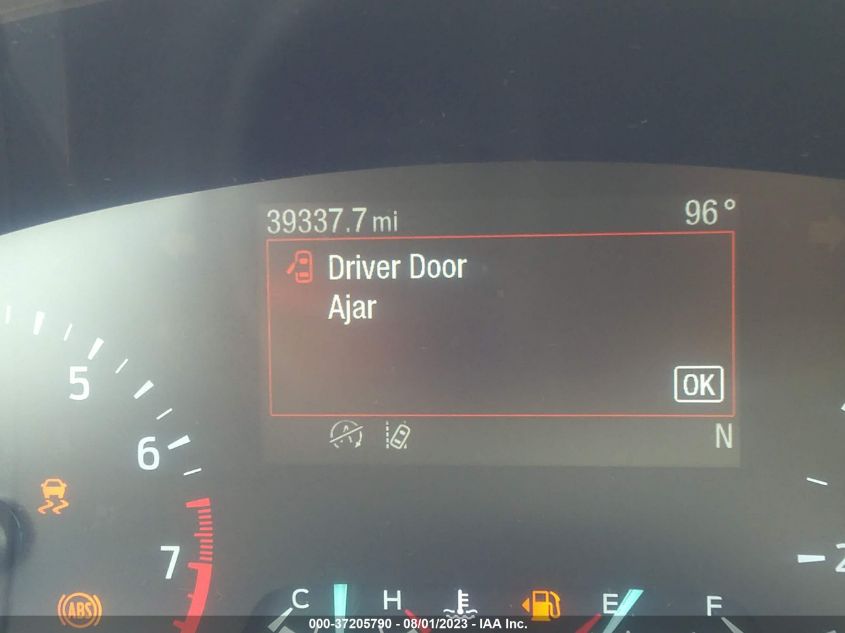 39337.7 mi 96°
Driver Door
Ajar
OK
N
5
6
7
ABS
C H E F
000-37205790 - 08/01/2023 - IAA Inc.